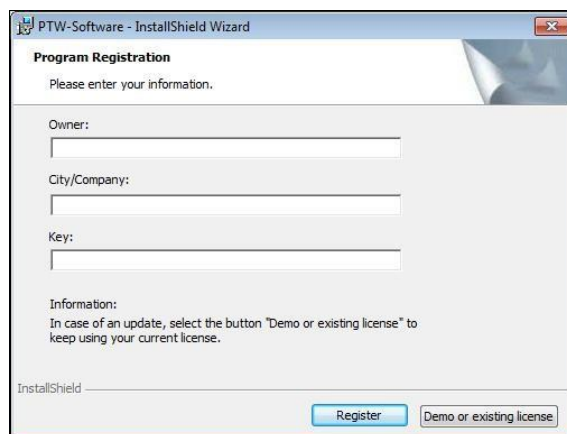 PTW-Software - InstallShield Wizard
Program Registration
Please enter your information.
Owner:
City/Company:
Key:
Information:
In case of an update, select the button "Demo or existing license" to
keep using your current license.
InstallShield
Register
Demo or existing license